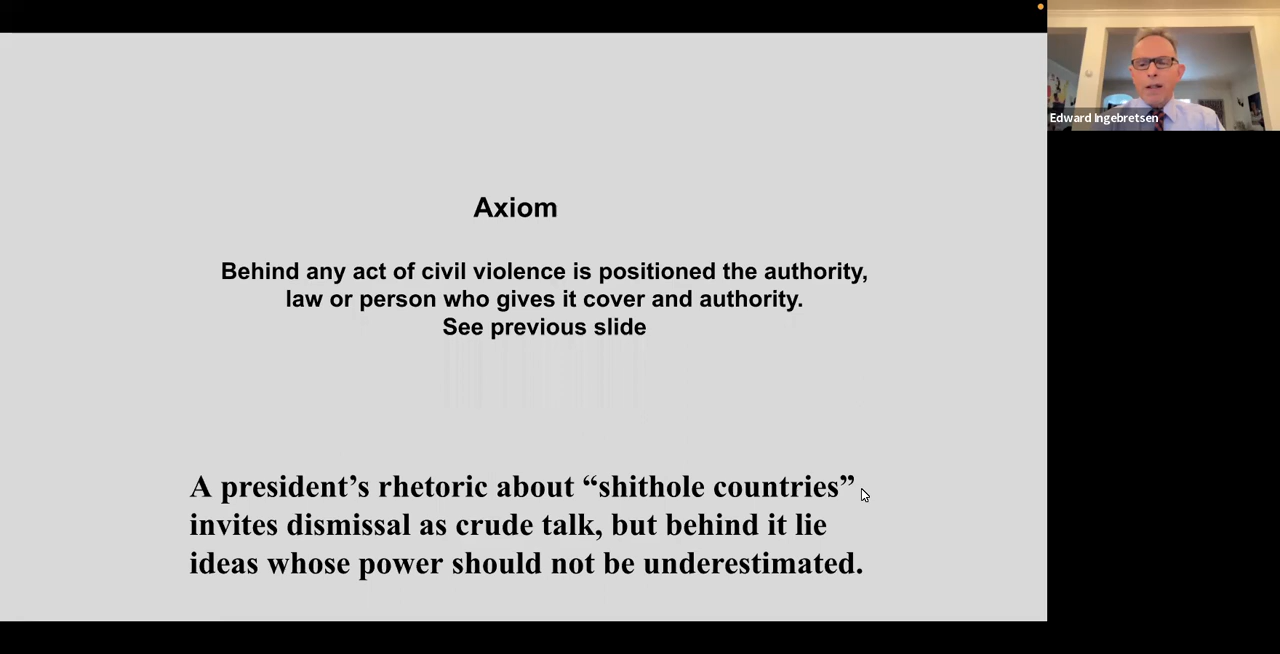 Axiom
Behind any act of civil violence is positioned the authority,
law or person who gives it cover and authority.
See previous slide
A president’s rhetoric about “shithole countries”
invites dismissal as crude talk, but behind it lie
ideas whose power should not be underestimated.
Edward Ingebretsen